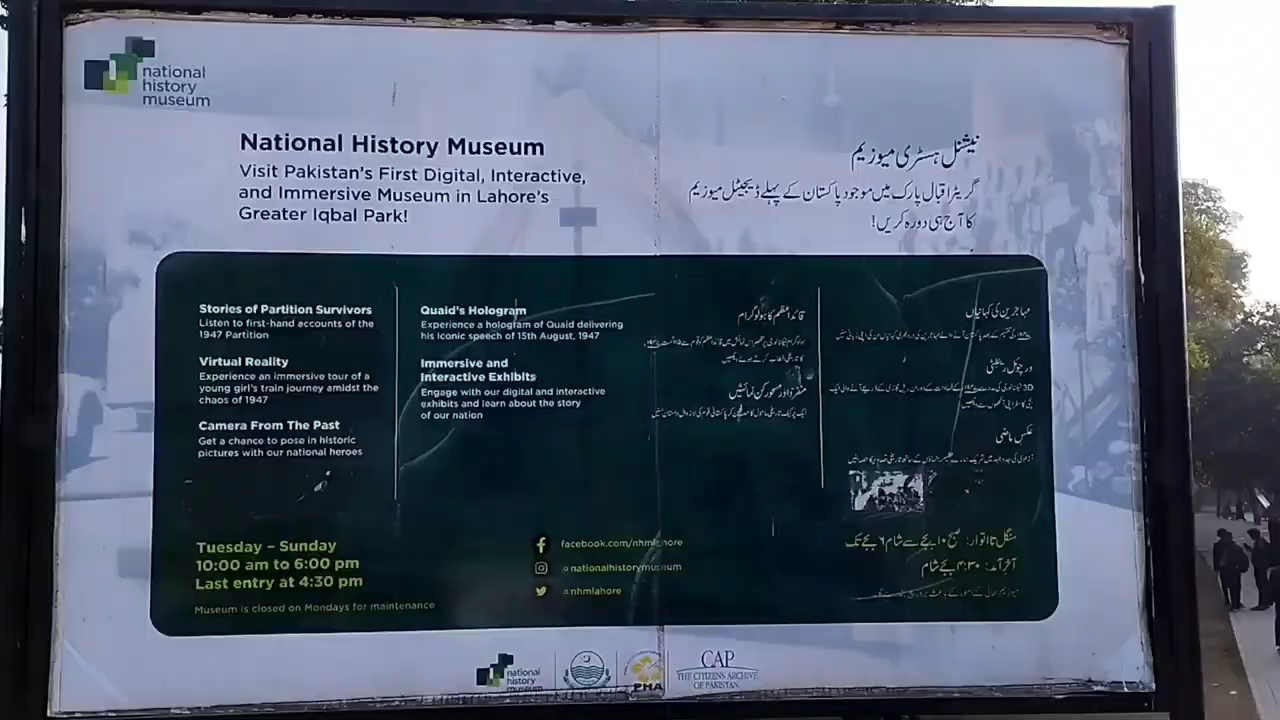 national
history
museum
National History Museum
Visit Pakistan's First Digital, Interactive,
and Immersive Museum in Lahore's
Greater Iqbal Park!
نیشنل ہسٹری میوزیم
گریٹر اقبال پارک میں موجود پاکستان کے پہلے ڈیجیٹل میوزیم
کا آج ہی دورہ کریں!
Stories of Partition Survivors
Listen to first-hand accounts of the
1947 Partition
Virtual Reality
Experience an immersive tour of a
young girl's train journey amidst the
chaos of 1947
Camera From The Past
Get a chance to pose in historic
pictures with our national heroes
Quaid's Hologram
Experience a hologram of Quaid delivering
his iconic speech of 15th August, 1947
Immersive and
Interactive Exhibits
Engage with our digital and interactive
exhibits and learn about the story
of our nation
قائداعظم کا ہولوگرام
منفرد اور مسحور کن نمائشیں
مہاجرین کی کہانیاں
ورچوئل ریئلٹی
عکس ماضی
Tuesday – Sunday
10:00 am to 6:00 pm
Last entry at 4:30 pm
Museum is closed on Mondays for maintenance
facebook.com/nhmlahore
@nationalhistorymuseum
@nhmlahore
منگل تا اتوار: صبح ۱۰ بجے سے شام ۶ بجے تک
آخر آمد: ۴:۳۰ بجے شام
national
history
museum
PHA
CAP
THE CITIZENS ARCHIVE
OF PAKISTAN